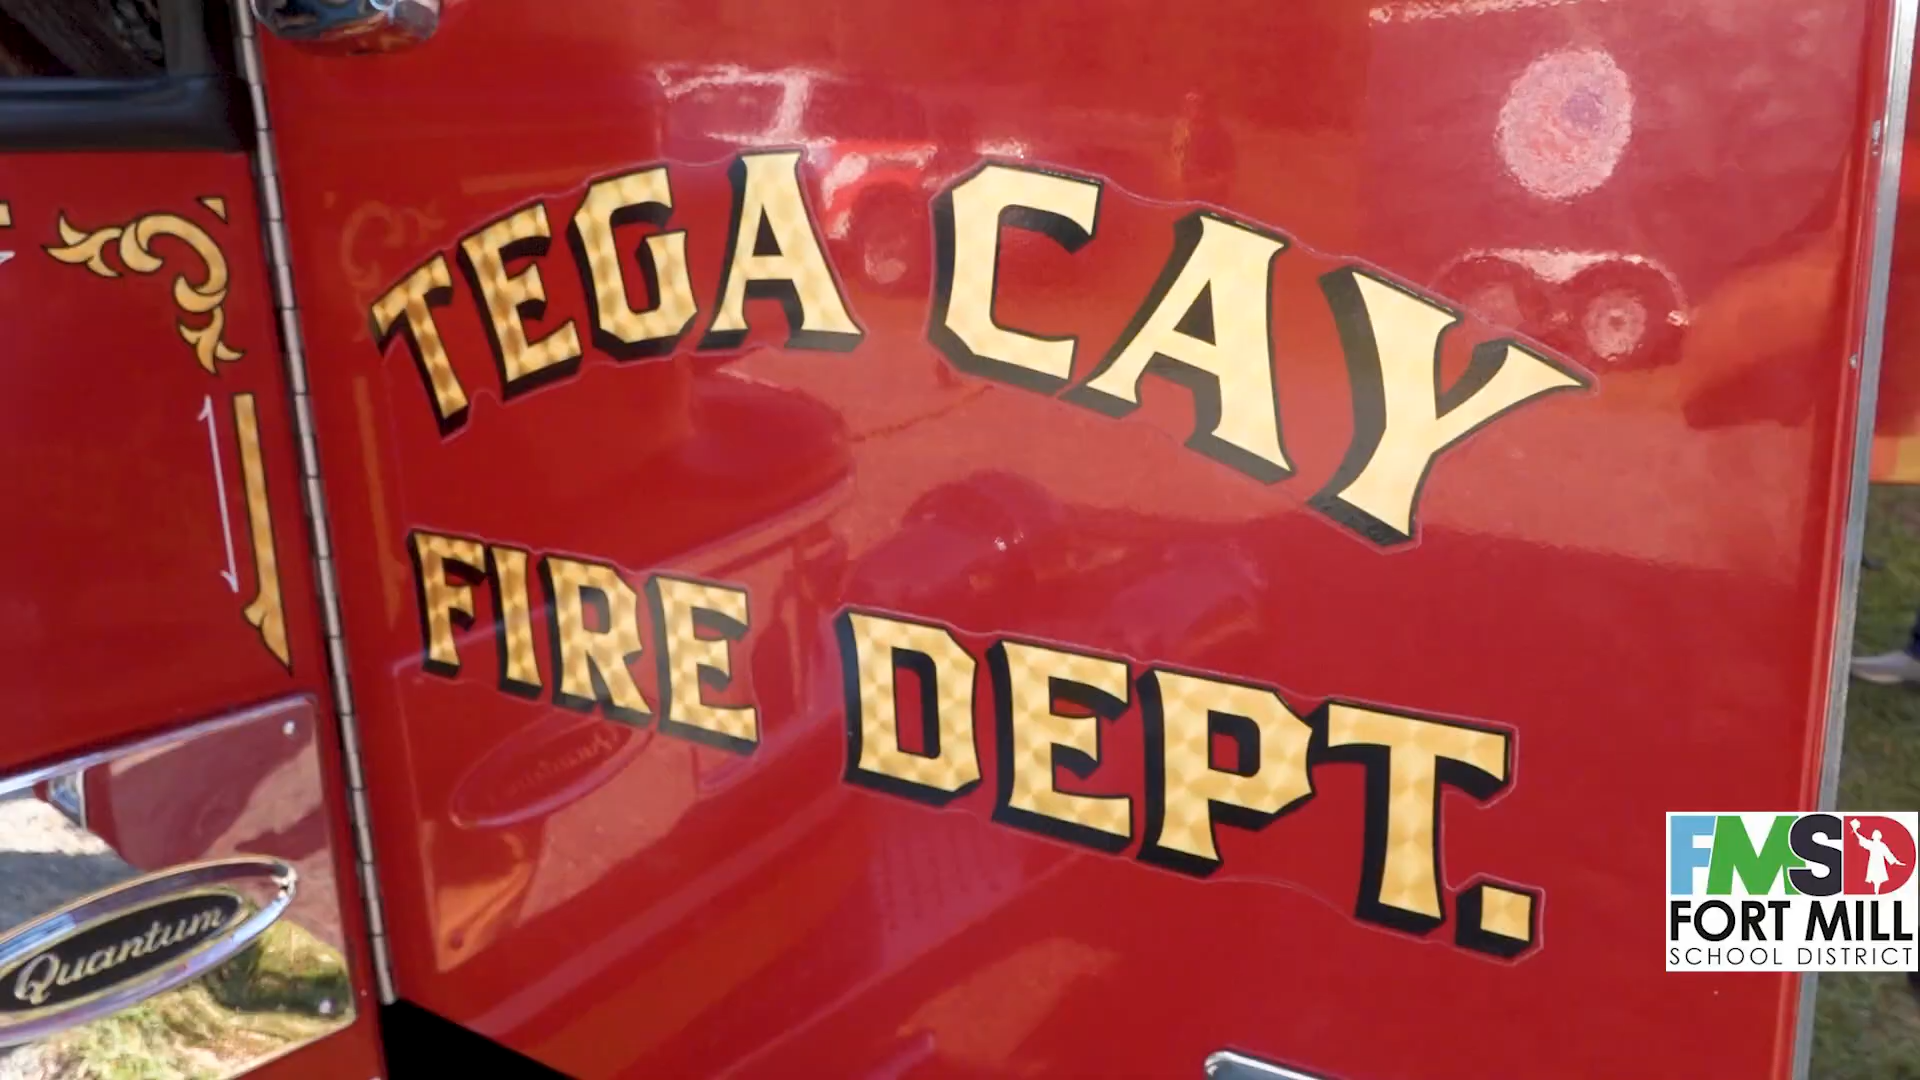 TEGA CAY
FIRE DEPT.
Quantum
FMSD
FORT MILL
SCHOOL DISTRICT